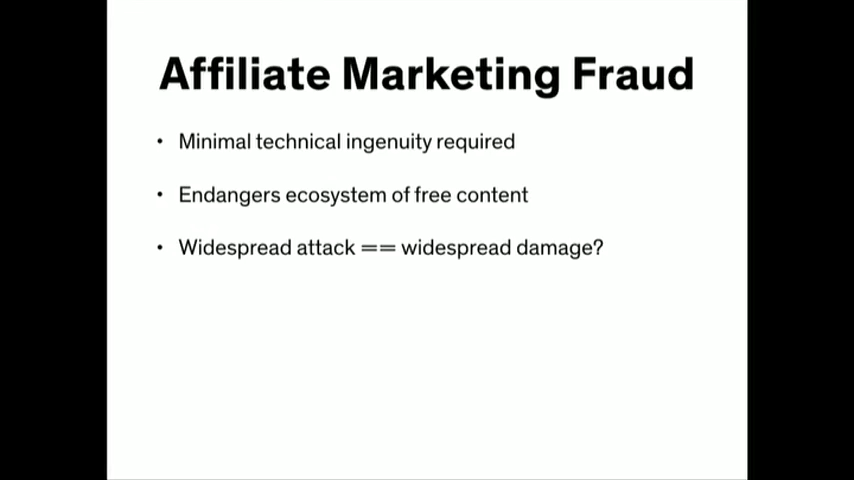 Affiliate Marketing Fraud
• Minimal technical ingenuity required
• Endangers ecosystem of free content
• Widespread attack == widespread damage?